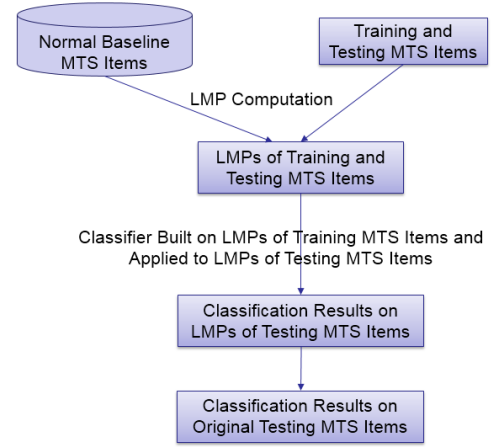 Normal Baseline
MTS Items
Training and
Testing MTS Items
LMP Computation
LMPs of Training and
Testing MTS Items
Classifier Built on LMPs of Training MTS Items and
Applied to LMPs of Testing MTS Items
Classification Results on
LMPs of Testing MTS Items
Classification Results on
Original Testing MTS Items